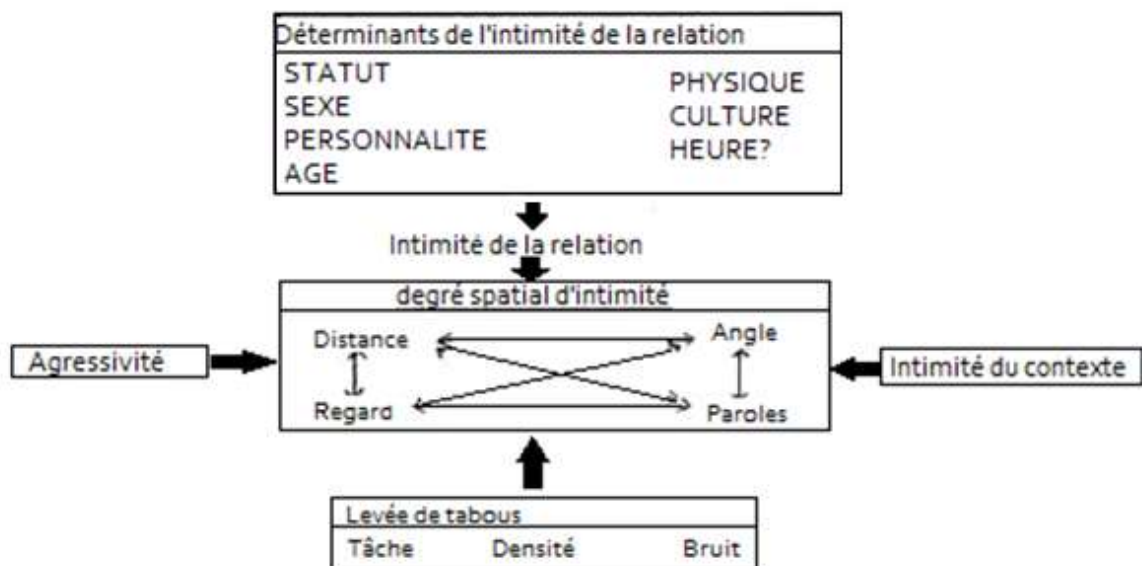 Déterminants de l'intimité de la relation
STATUT
SEXE
PERSONNALITE
AGE
PHYSIQUE
CULTURE
HEURE?
Intimité de la relation
degré spatial d'intimité
Distance
Angle
Regard
Paroles
Agressivité
Intimité du contexte
Levée de tabous
Tâche Densité Bruit